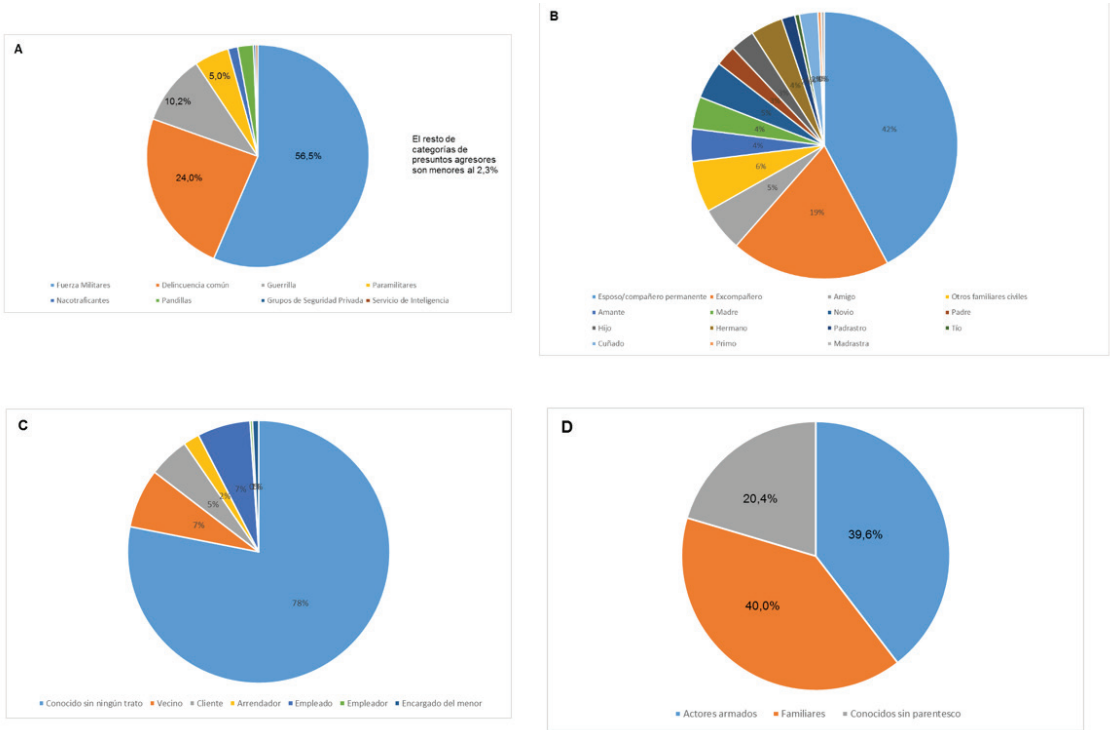 A
56,5%
24,0%
10,2%
5,0%
El resto de
categorías de
presuntos agresores
son menores al 2,3%
Fuerza Militares Delincuencia común Guerrilla Paramilitares
Nacotraficantes Pandillas Grupos de Seguridad Privada Servicio de Inteligencia
B
42%
19%
5%
6%
4%
4%
5%
4%
Esposo/compañero permanente Excompañero Amigo Otros familiares civiles
Amante Madre Novio Padre
Hijo Hermano Padrastro Tío
Cuñado Primo Madrastra
C
78%
7%
5%
2%
7%
Conocido sin ningún trato Vecino Cliente Arrendador Empleado Empleador Encargado del menor
D
39,6%
40,0%
20,4%
Actores armados Familiares Conocidos sin parentesco